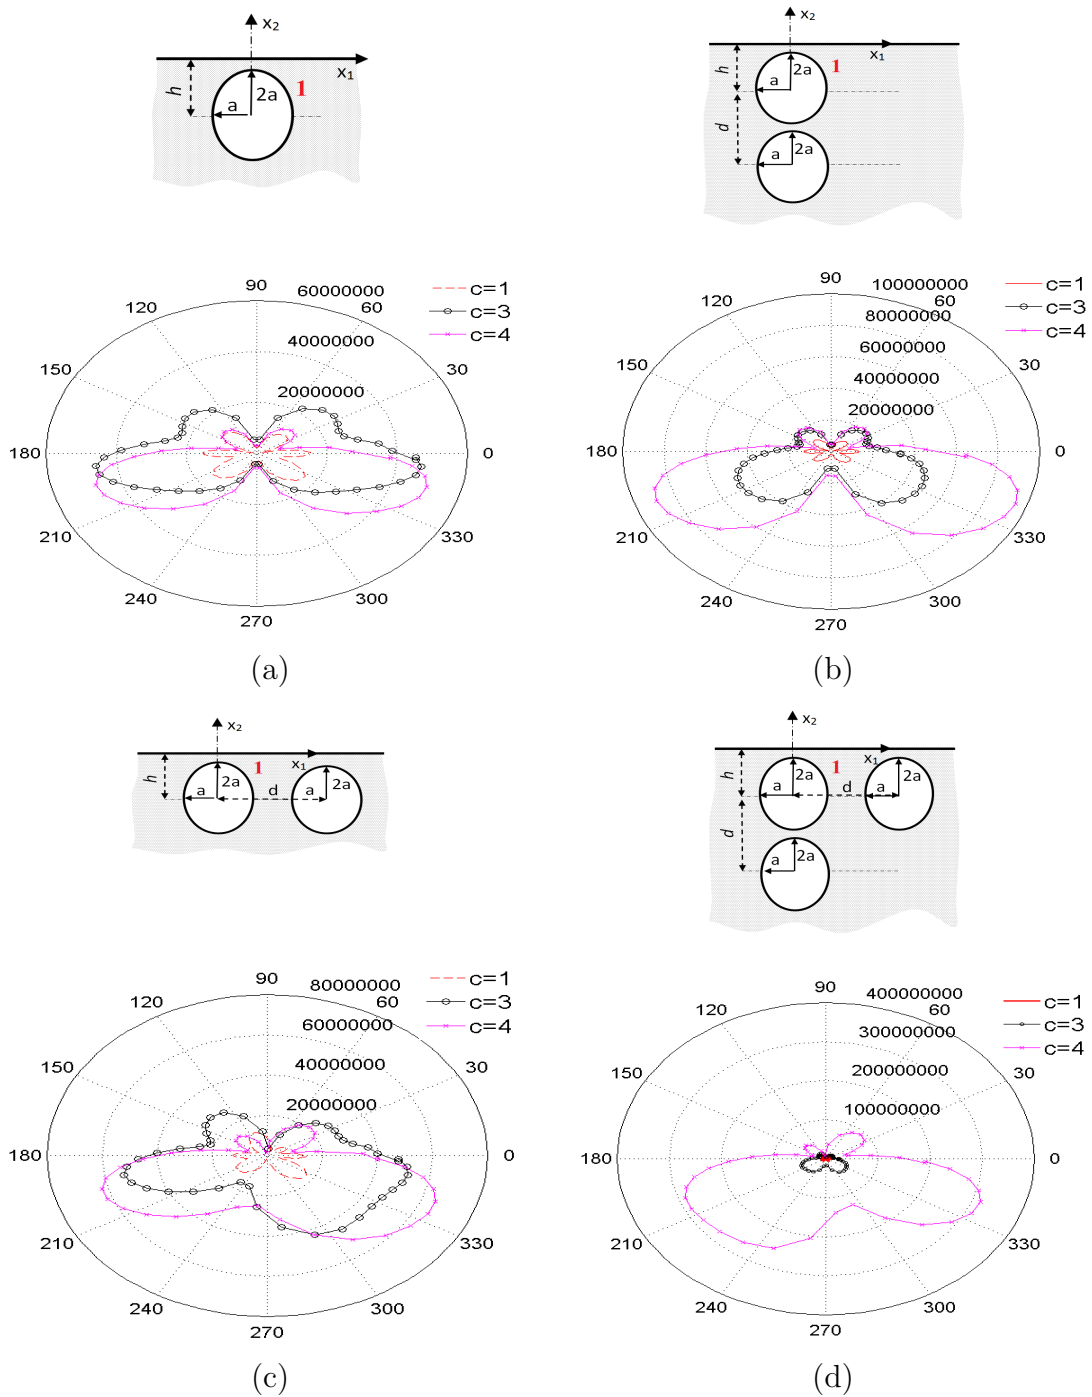 x2
x1
1
h
a
2a
x2
x1
1
h
2a
a
d
2a
a
90
60000000
60
120
40000000
150
30
20000000
180
0
210
330
240
300
270
c=1
c=3
c=4
(a)
90
100000000
60
120
80000000
60000000
150
30
40000000
20000000
180
0
210
330
240
300
270
c=1
c=3
c=4
(b)
x2
x1
1
h
2a
a
d
a
2a
x2
x1
1
h
2a
a
d
a
2a
d
2a
a
90
80000000
60
120
60000000
150
40000000
30
20000000
180
0
210
330
240
300
270
c=1
c=3
c=4
(c)
90
400000000
60
120
300000000
150
200000000
30
100000000
180
0
210
330
240
300
270
c=1
c=3
c=4
(d)